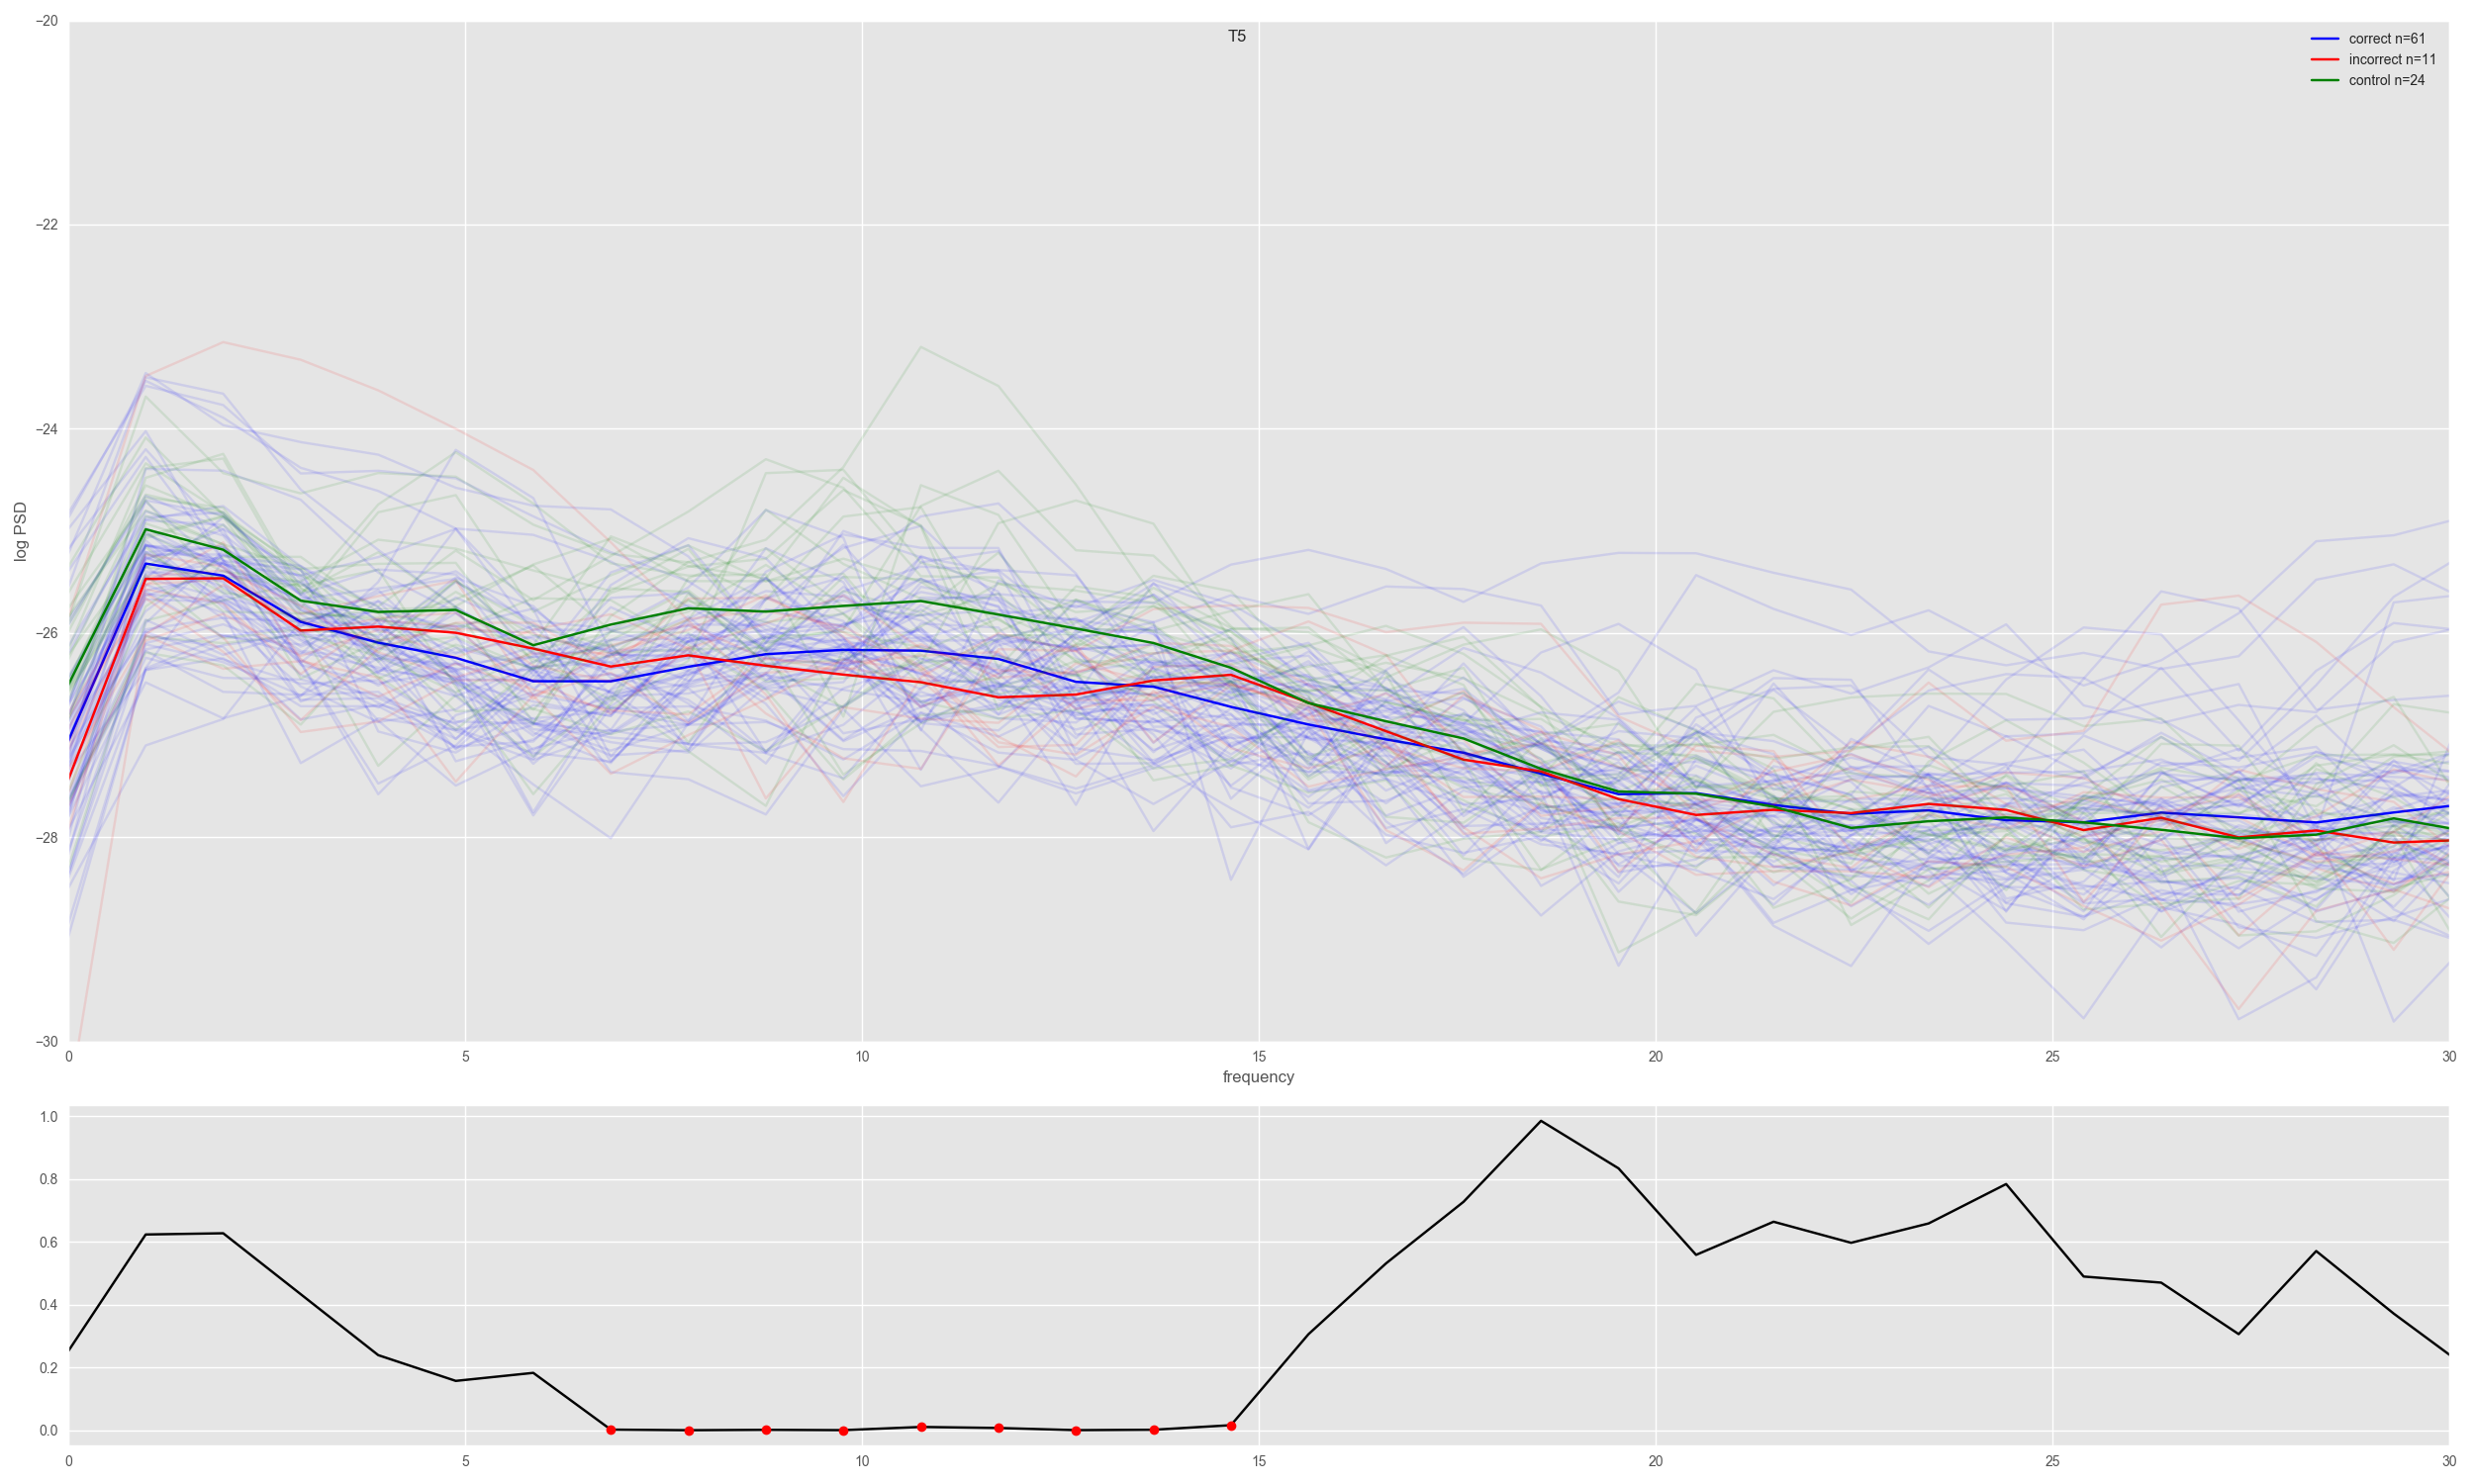 T5
correct n=61
incorrect n=11
control n=24
log PSD
−20
−22
−24
−26
−28
−30
0 5 10 15 20 25 30
frequency
1.0
0.8
0.6
0.4
0.2
0.0
0 5 10 15 20 25 30